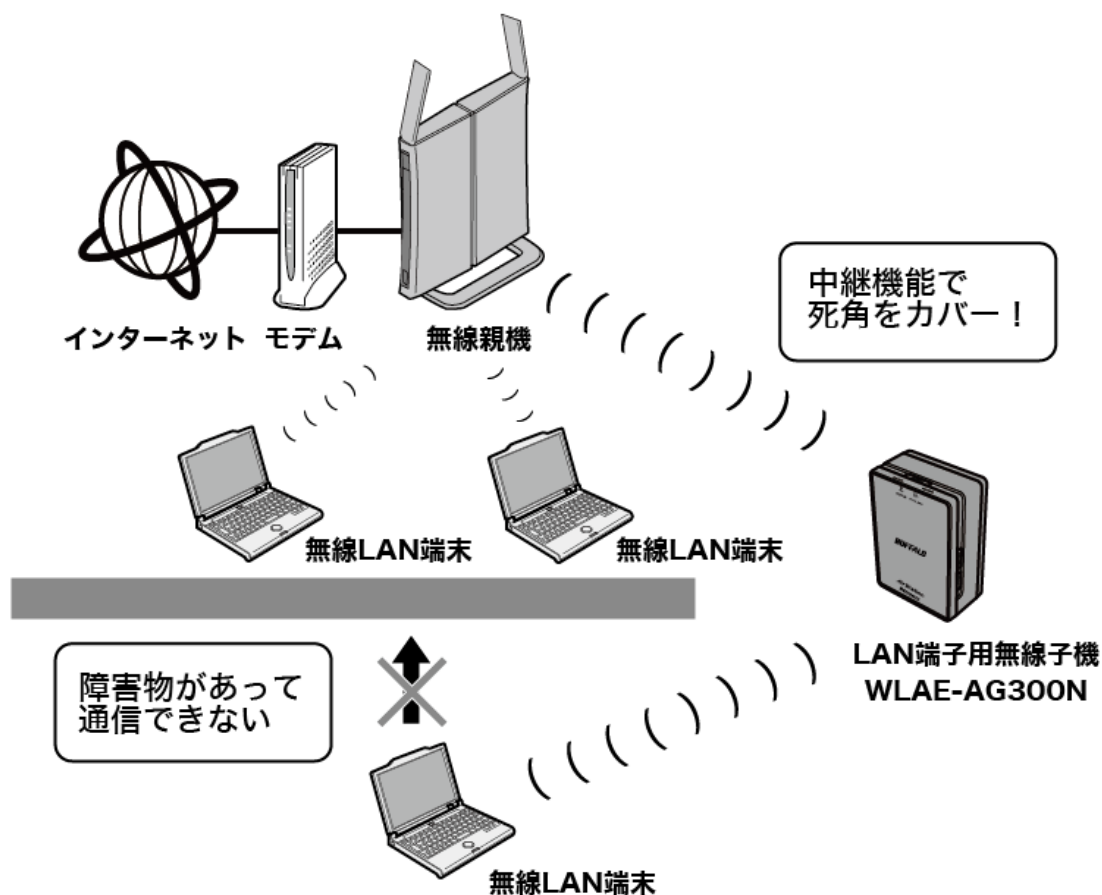 インターネット
モデム
無線親機
中継機能で
死角をカバー！
無線LAN端末
無線LAN端末
BUFFALO
障害物があって
通信できない
LAN端子用無線子機
WLAE-AG300N
無線LAN端末